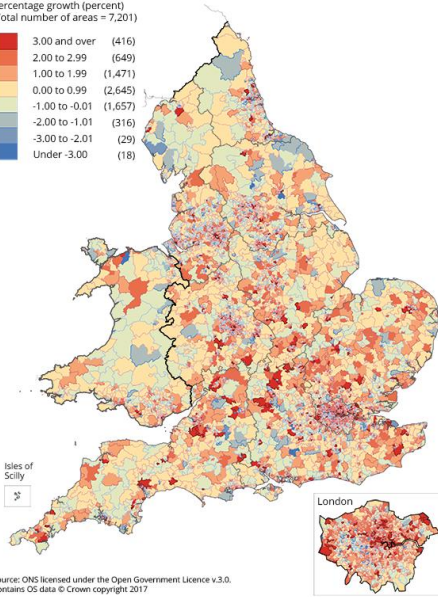 ercentage growth (percent)
Total number of areas = 7,201)
3.00 and over (416)
2.00 to 2.99 (649)
1.00 to 1.99 (1,471)
0.00 to 0.99 (2,645)
-1.00 to -0.01 (1,657)
-2.00 to -1.01 (316)
-3.00 to -2.01 (29)
Under -3.00 (18)
Isles of
Scilly
London
ource: ONS licensed under the Open Government Licence v.3.0.
ontains OS data © Crown copyright 2017